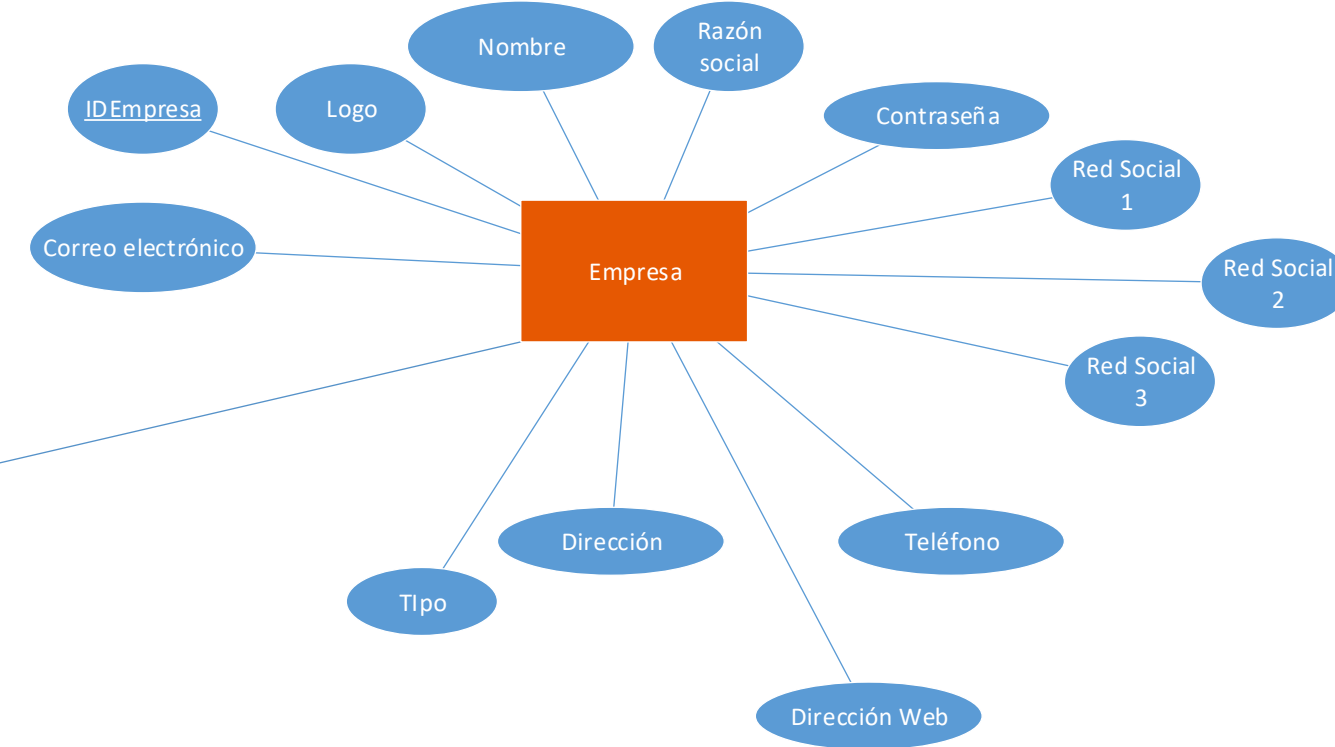 Nombre
Razón
social
IDEmpresa
Logo
Contraseña
Red Social
1
Correo electrónico
Empresa
Red Social
2
Red Social
3
Dirección
Teléfono
TIpo
Dirección Web